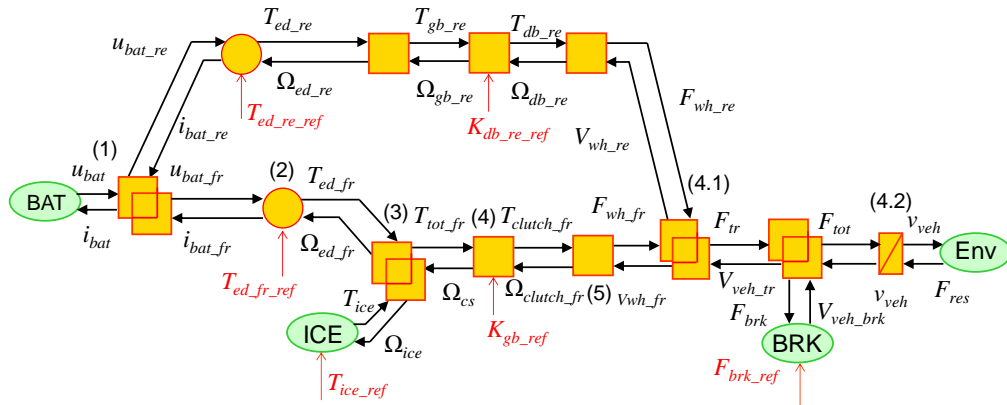 T_ed_re T_gb_re T_db_re
u_bat_re
Ω_ed_re Ω_gb_re Ω_db_re
F_wh_re
T_ed_re_ref K_db_re_ref
i_bat_re
V_wh_re
(1)
u_bat u_bat_fr (2) T_ed_fr (4.1)
BAT
(3) T_tot_fr (4) T_clutch_fr F_wh_fr F_tr F_tot (4.2) v_veh
i_bat i_bat_fr Ω_ed_fr Env
T_ed_fr_ref Ω_cs Ω_clutch_fr (5) V_wh_fr V_veh_tr v_veh F_res
T_ice
F_brk V_veh_brk
ICE K_gb_ref
Ω_ice BRK
T_ice_ref F_brk_ref